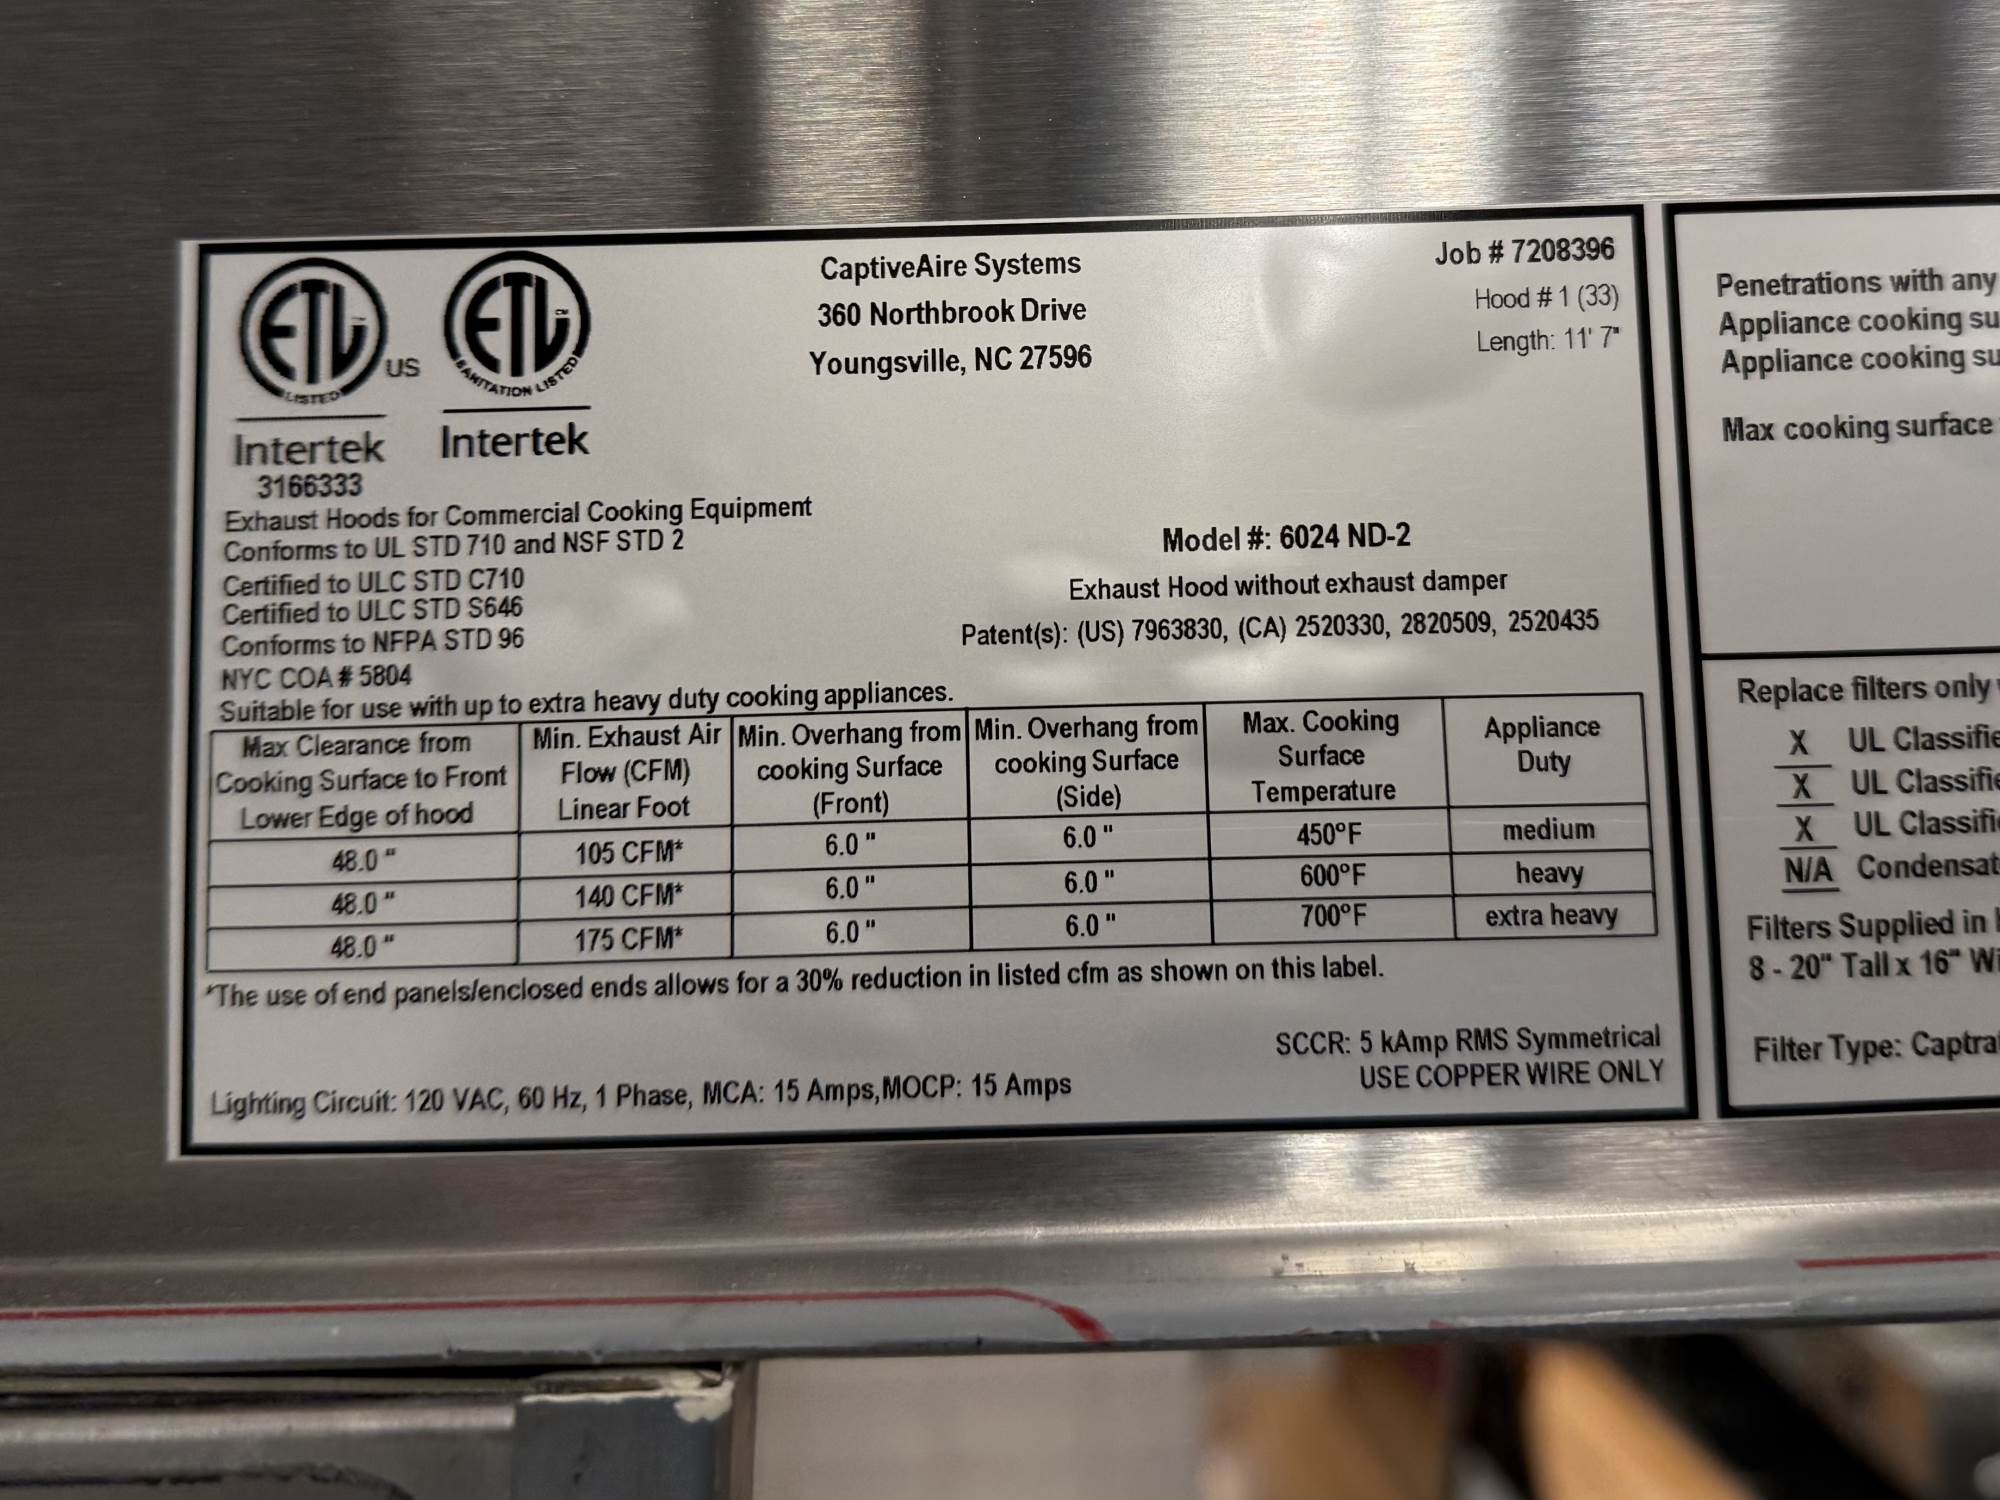 ETL
LISTED
US
Intertek
3166333
ETL
SANITATION LISTED
Intertek
CaptiveAire Systems
360 Northbrook Drive
Youngsville, NC 27596
Job # 7208396
Hood # 1 (33)
Length: 11' 7"
Exhaust Hoods for Commercial Cooking Equipment
Conforms to UL STD 710 and NSF STD 2
Certified to ULC STD C710
Certified to ULC STD S646
Conforms to NFPA STD 96
NYC COA # 5804
Model #: 6024 ND-2
Exhaust Hood without exhaust damper
Patent(s): (US) 7963830, (CA) 2520330, 2820509, 2520435
Suitable for use with up to extra heavy duty cooking appliances.
Max Clearance from Cooking Surface to Front Lower Edge of hood
Min. Exhaust Air Flow (CFM) Linear Foot
Min. Overhang from cooking Surface (Front)
Min. Overhang from cooking Surface (Side)
Max. Cooking Surface Temperature
Appliance Duty
48.0 " 105 CFM* 6.0 " 6.0 " 450°F medium
48.0 " 140 CFM* 6.0 " 6.0 " 600°F heavy
48.0 " 175 CFM* 6.0 " 6.0 " 700°F extra heavy
*The use of end panels/enclosed ends allows for a 30% reduction in listed cfm as shown on this label.
SCCR: 5 kAmp RMS Symmetrical
USE COPPER WIRE ONLY
Lighting Circuit: 120 VAC, 60 Hz, 1 Phase, MCA: 15 Amps,MOCP: 15 Amps
Penetrations with any
Appliance cooking su
Appliance cooking su
Max cooking surface
Replace filters only
X UL Classifie
X UL Classifie
X UL Classifie
N/A Condensat
Filters Supplied in
8 - 20" Tall x 16" Wi
Filter Type: Captrat